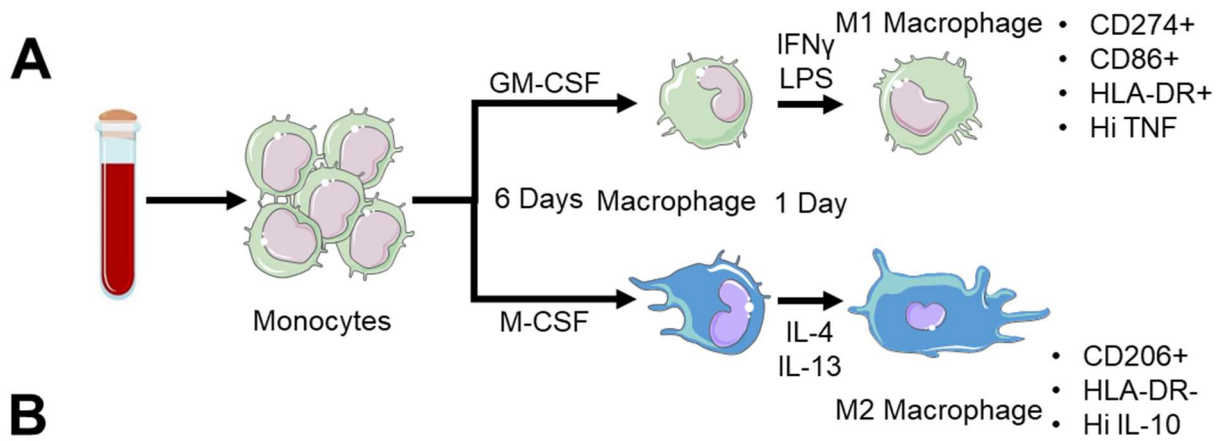 A
GM-CSF
IFNγ
LPS
M1 Macrophage
• CD274+
• CD86+
• HLA-DR+
• Hi TNF
6 Days
Macrophage
1 Day
Monocytes
M-CSF
IL-4
IL-13
M2 Macrophage
• CD206+
• HLA-DR-
• Hi IL-10
B